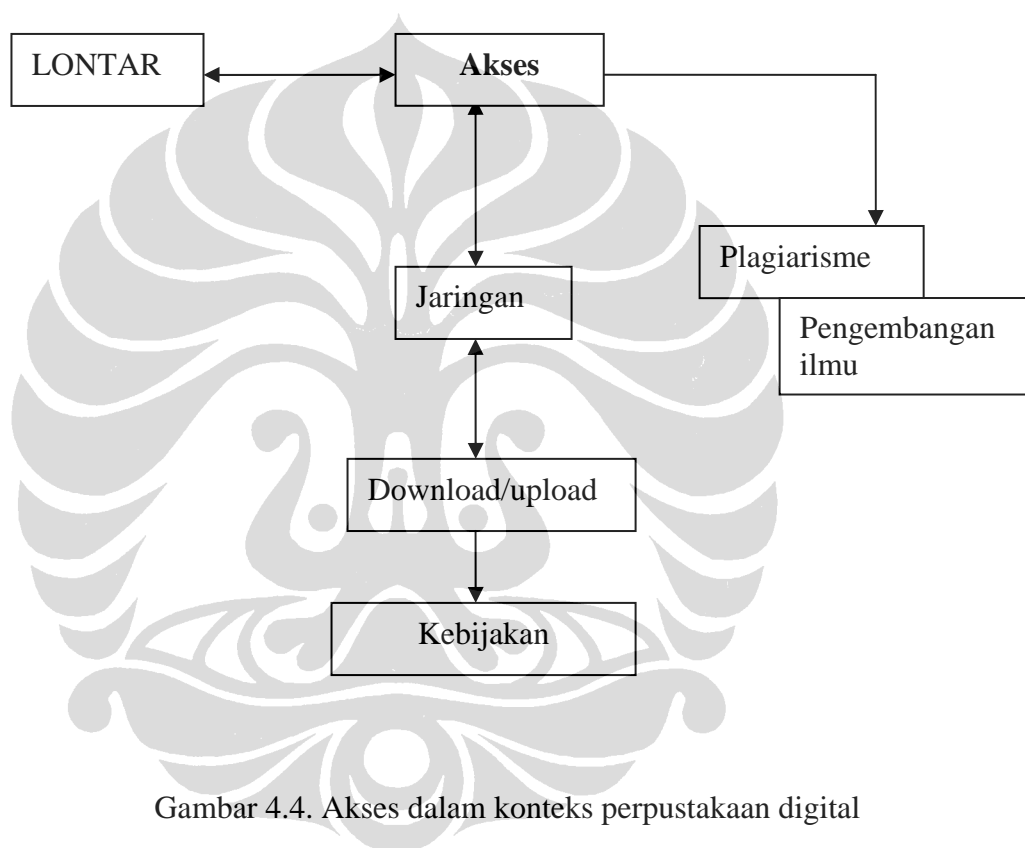 LONTAR
Akses
Plagiarisme
Jaringan
Pengembangan
ilmu
Download/upload
Kebijakan
Gambar 4.4. Akses dalam konteks perpustakaan digital